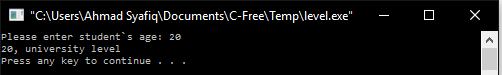 "C:\Users\Ahmad Syafiq\Documents\C-Free\Temp\level.exe"
Please enter student`s age: 20
20, university level
Press any key to continue . . .